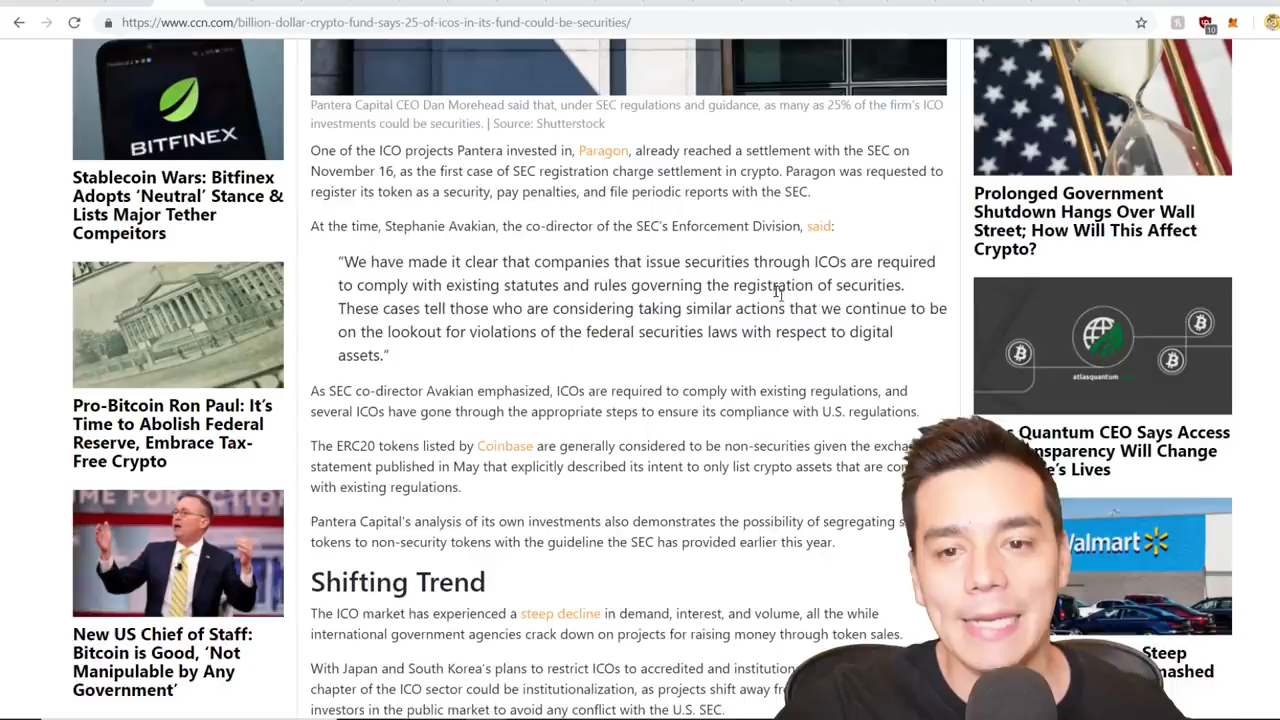 https://www.ccn.com/billion-dollar-crypto-fund-says-25-of-icos-in-its-fund-could-be-securities/
10
BITFINEX
Stablecoin Wars: Bitfinex
Adopts ‘Neutral’ Stance &
Lists Major Tether
Compeitors
Pro-Bitcoin Ron Paul: It’s
Time to Abolish Federal
Reserve, Embrace Tax-
Free Crypto
New US Chief of Staff:
Bitcoin is Good, ‘Not
Manipulable by Any
Government’
Pantera Capital CEO Dan Morehead said that, under SEC regulations and guidance, as many as 25% of the firm’s ICO
investments could be securities. | Source: Shutterstock
One of the ICO projects Pantera invested in, Paragon, already reached a settlement with the SEC on
November 16, as the first case of SEC registration charge settlement in crypto. Paragon was requested to
register its token as a security, pay penalties, and file periodic reports with the SEC.
At the time, Stephanie Avakian, the co-director of the SEC’s Enforcement Division, said:
“We have made it clear that companies that issue securities through ICOs are required
to comply with existing statutes and rules governing the registration of securities.
These cases tell those who are considering taking similar actions that we continue to be
on the lookout for violations of the federal securities laws with respect to digital
assets.”
As SEC co-director Avakian emphasized, ICOs are required to comply with existing regulations, and
several ICOs have gone through the appropriate steps to ensure its compliance with U.S. regulations.
The ERC20 tokens listed by Coinbase are generally considered to be non-securities given the
statement published in May that explicitly described its intent to only list crypto assets that are
with existing regulations.
Pantera Capital’s analysis of its own investments also demonstrates the possibility of segregating
tokens to non-security tokens with the guideline the SEC has provided earlier this year.
Shifting Trend
The ICO market has experienced a steep decline in demand, interest, and volume, all the while
international government agencies crack down on projects for raising money through token sales.
With Japan and South Korea’s plans to restrict ICOs to accredited and
chapter of the ICO sector could be institutionalization, as projects shift away
investors in the public market to avoid any conflict with the U.S. SEC.
Prolonged Government
Shutdown Hangs Over Wall
Street; How Will This Affect
Crypto?
atlasquantum
Quantum CEO Says Access
Will Change
Lives
Walmart
Steep